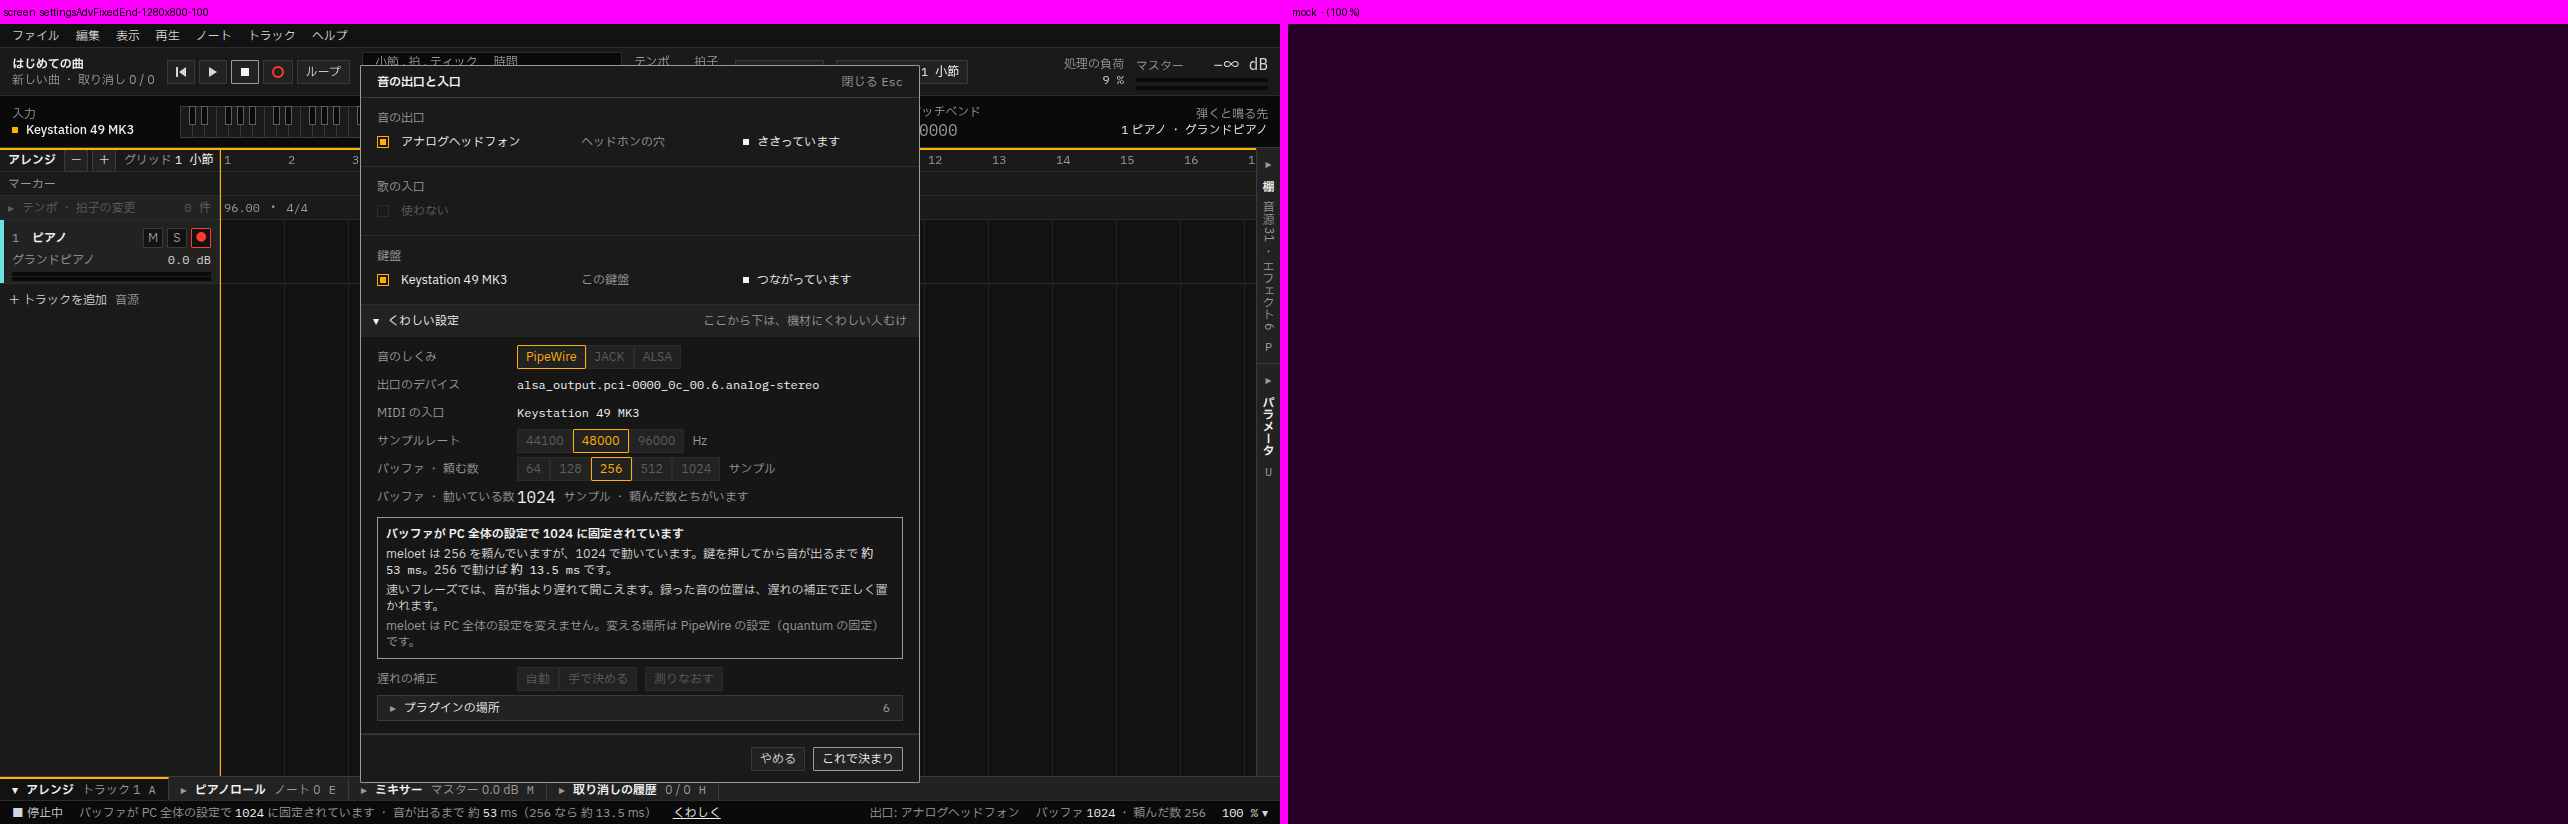 screen settingsAdvFixedEnd-1280x800-100
mock - (100 %)
ファイル 編集 表示 再生 ノート トラック ヘルプ
はじめての曲
新しい曲 ・ 取り消し 0 / 0
ループ
小節 . 拍 . ティック 時間
テンポ 拍子
1 小節
処理の負荷
9 %
マスター
−∞ dB
入力
Keystation 49 MK3
ッチベンド
0000
弾くと鳴る先
1 ピアノ ・ グランドピアノ
アレンジ − + グリッド 1 小節
1 2 3 12 13 14 15 16 1
マーカー
▸ テンポ ・ 拍子の変更 0 件
96.00 ・ 4/4
1 ピアノ M S
グランドピアノ 0.0 dB
+ トラックを追加 音源
音の出口と入口 閉じる Esc
音の出口
アナログヘッドフォン ヘッドホンの穴 ささっています
歌の入口
使わない
鍵盤
Keystation 49 MK3 この鍵盤 つながっています
▾ くわしい設定 ここから下は、機材にくわしい人むけ
音のしくみ PipeWire JACK ALSA
出口のデバイス alsa_output.pci-0000_0c_00.6.analog-stereo
MIDI の入口 Keystation 49 MK3
サンプルレート 44100 48000 96000 Hz
バッファ ・ 頼む数 64 128 256 512 1024 サンプル
バッファ ・ 動いている数 1024 サンプル ・ 頼んだ数とちがいます
バッファが PC 全体の設定で 1024 に固定されています
meloet は 256 を頼んでいますが、1024 で動いています。鍵を押してから音が出るまで 約
53 ms。256 で動けば 約 13.5 ms です。
速いフレーズでは、音が指より遅れて聞こえます。録った音の位置は、遅れの補正で正しく置
かれます。
meloet は PC 全体の設定を変えません。変える場所は PipeWire の設定（quantum の固定）
です。
遅れの補正 自動 手で決める 測りなおす
▸ プラグインの場所 6
やめる これで決まり
▸
棚
音源31 ・ エフェクト6
P
▸
パラメータ
U
▾ アレンジ トラック 1 A
▸ ピアノロール ノート 0 E
▸ ミキサー マスター 0.0 dB M
▸ 取り消しの履歴 0 / 0 H
■ 停止中 バッファが PC 全体の設定で 1024 に固定されています ・ 音が出るまで 約 53 ms（256 なら 約 13.5 ms） くわしく
出口: アナログヘッドフォン バッファ 1024 ・ 頼んだ数 256 100 % ▾